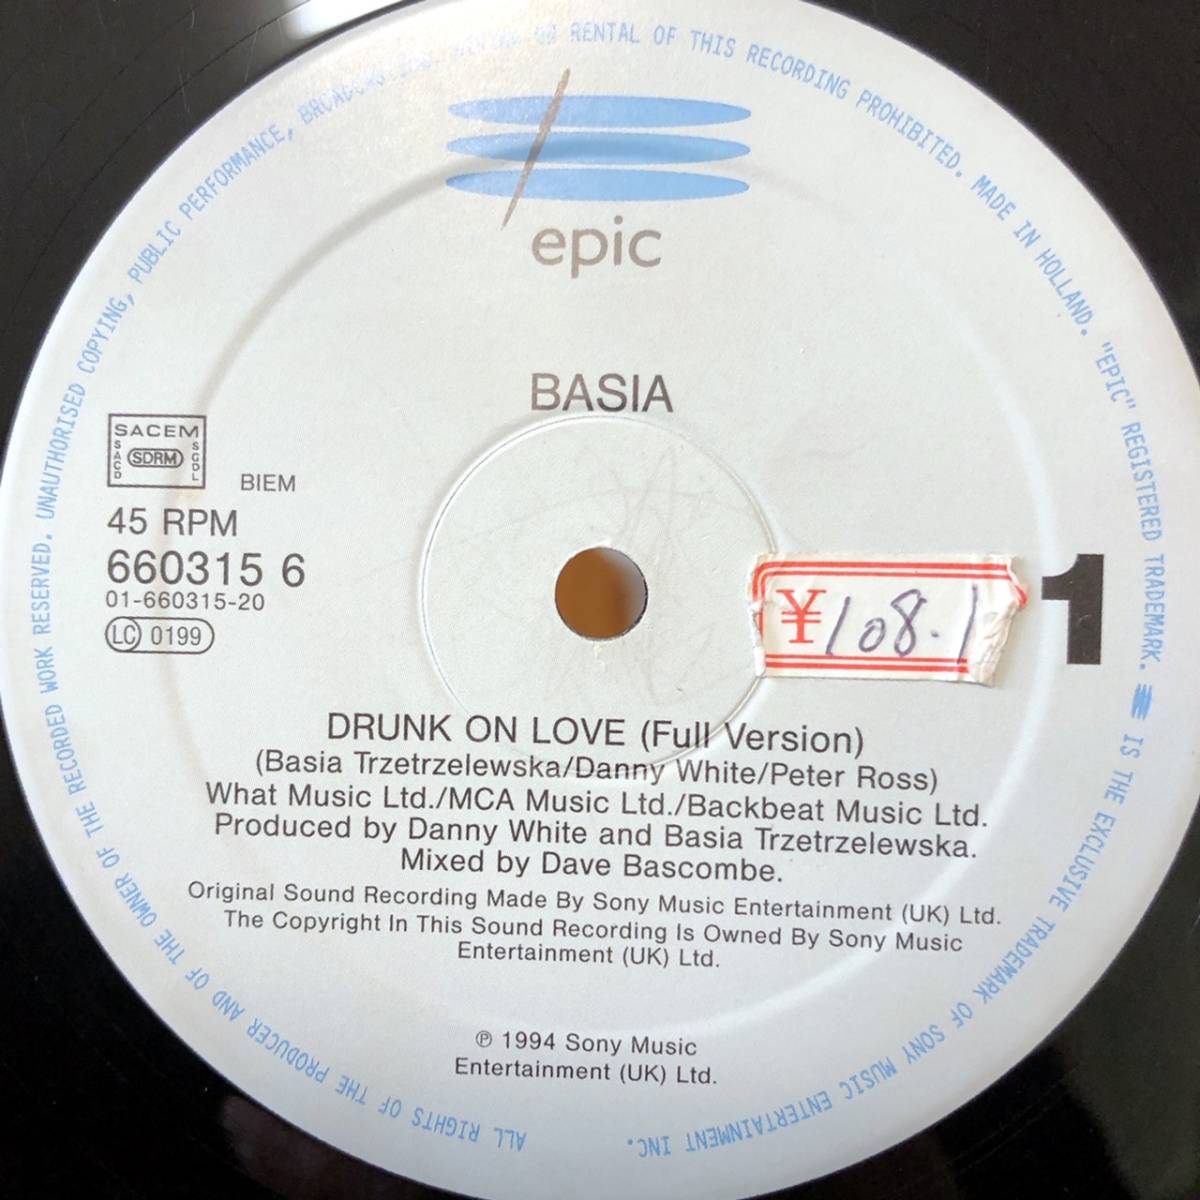 epic
BASIA
SACEM
SACD
SDRM
SGDL
BIEM
45 RPM
660315 6
01-660315-20
LC 0199
¥108.1
1
DRUNK ON LOVE (Full Version)
(Basia Trzetrzelewska/Danny White/Peter Ross)
What Music Ltd./MCA Music Ltd./Backbeat Music Ltd.
Produced by Danny White and Basia Trzetrzelewska.
Mixed by Dave Bascombe.
Original Sound Recording Made By Sony Music Entertainment (UK) Ltd.
The Copyright In This Sound Recording Is Owned By Sony Music
Entertainment (UK) Ltd.
℗ 1994 Sony Music
Entertainment (UK) Ltd.
ALL RIGHTS OF THE PRODUCER AND OF THE OWNER OF THE RECORDED WORK RESERVED. UNAUTHORISED COPYING, PUBLIC PERFORMANCE, RENTAL OF THIS RECORDING PROHIBITED. MADE IN HOLLAND. "EPIC" REGISTERED TRADEMARK. IS THE EXCLUSIVE TRADEMARK OF SONY MUSIC ENTERTAINMENT INC.